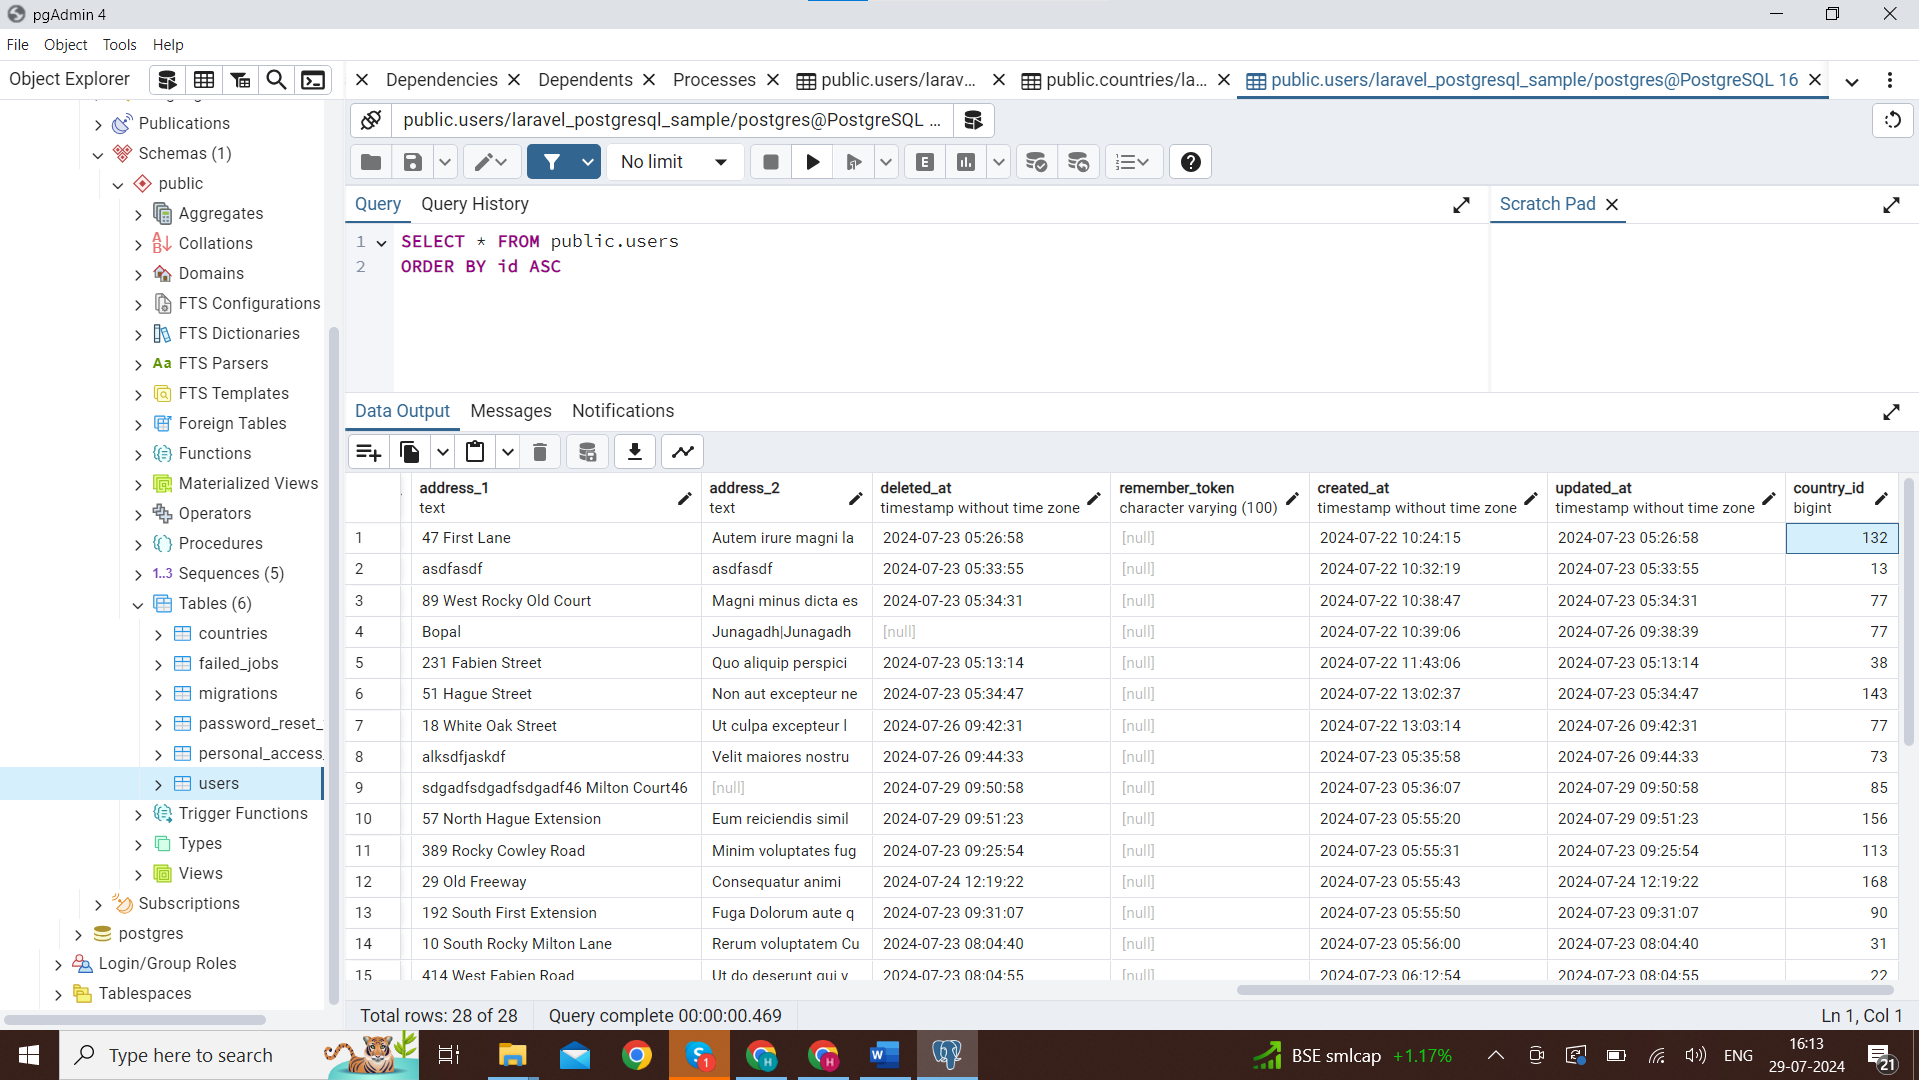 pgAdmin 4
File Object Tools Help
Object Explorer
Dependencies Dependents Processes public.users/larav... public.countries/la... public.users/laravel_postgresql_sample/postgres@PostgreSQL 16
public.users/laravel_postgresql_sample/postgres@PostgreSQL ...
No limit
E
Query Query History
Scratch Pad
1 SELECT * FROM public.users
2 ORDER BY id ASC
Publications
Schemas (1)
public
Aggregates
Collations
Domains
FTS Configurations
FTS Dictionaries
Aa FTS Parsers
FTS Templates
Foreign Tables
Functions
Materialized Views
Operators
Procedures
1..3 Sequences (5)
Tables (6)
countries
failed_jobs
migrations
password_reset_
personal_access_
users
Trigger Functions
Types
Views
Subscriptions
postgres
Login/Group Roles
Tablespaces
Data Output Messages Notifications
address_1 address_2 deleted_at remember_token created_at updated_at country_id
text text timestamp without time zone character varying (100) timestamp without time zone timestamp without time zone bigint
1 47 First Lane Autem irure magni la 2024-07-23 05:26:58 [null] 2024-07-22 10:24:15 2024-07-23 05:26:58 132
2 asdfasdf asdfasdf 2024-07-23 05:33:55 [null] 2024-07-22 10:32:19 2024-07-23 05:33:55 13
3 89 West Rocky Old Court Magni minus dicta es 2024-07-23 05:34:31 [null] 2024-07-22 10:38:47 2024-07-23 05:34:31 77
4 Bopal Junagadh|Junagadh [null] [null] 2024-07-22 10:39:06 2024-07-26 09:38:39 77
5 231 Fabien Street Quo aliquip perspici 2024-07-23 05:13:14 [null] 2024-07-22 11:43:06 2024-07-23 05:13:14 38
6 51 Hague Street Non aut excepteur ne 2024-07-23 05:34:47 [null] 2024-07-22 13:02:37 2024-07-23 05:34:47 143
7 18 White Oak Street Ut culpa excepteur l 2024-07-26 09:42:31 [null] 2024-07-22 13:03:14 2024-07-26 09:42:31 77
8 alksdfjaskdf Velit maiores nostru 2024-07-26 09:44:33 [null] 2024-07-23 05:35:58 2024-07-26 09:44:33 73
9 sdgadfsdgadfsdgadf46 Milton Court46 [null] 2024-07-29 09:50:58 [null] 2024-07-23 05:36:07 2024-07-29 09:50:58 85
10 57 North Hague Extension Eum reiciendis simil 2024-07-29 09:51:23 [null] 2024-07-23 05:55:20 2024-07-29 09:51:23 156
11 389 Rocky Cowley Road Minim voluptates fug 2024-07-23 09:25:54 [null] 2024-07-23 05:55:31 2024-07-23 09:25:54 113
12 29 Old Freeway Consequatur animi 2024-07-24 12:19:22 [null] 2024-07-23 05:55:43 2024-07-24 12:19:22 168
13 192 South First Extension Fuga Dolorum aute q 2024-07-23 09:31:07 [null] 2024-07-23 05:55:50 2024-07-23 09:31:07 90
14 10 South Rocky Milton Lane Rerum voluptatem Cu 2024-07-23 08:04:40 [null] 2024-07-23 05:56:00 2024-07-23 08:04:40 31
15 414 West Fabien Road Ut do deserunt qui v 2024-07-23 08:04:55 [null] 2024-07-23 06:12:54 2024-07-23 08:04:55 22
Total rows: 28 of 28 Query complete 00:00:00.469 Ln 1, Col 1
Type here to search
1
H
H
W
BSE smlcap +1.17%
ENG
16:13
29-07-2024
21